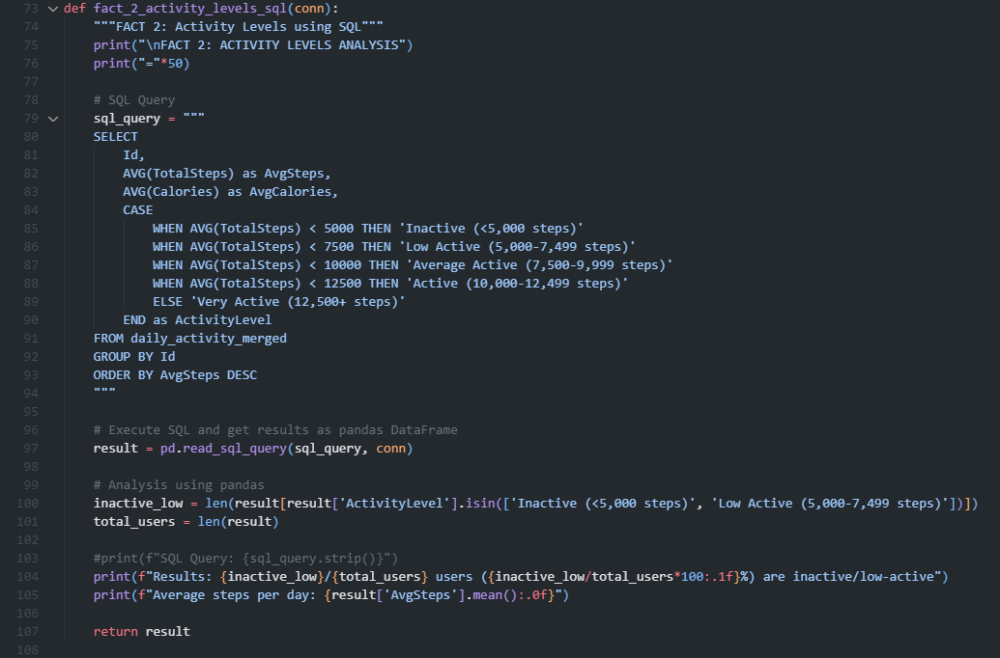 73 def fact_2_activity_levels_sql(conn):
74     """FACT 2: Activity Levels using SQL"""
75     print("\nFACT 2: ACTIVITY LEVELS ANALYSIS")
76     print("="*50)
77
78     # SQL Query
79     sql_query = """
80     SELECT
81         Id,
82         AVG(TotalSteps) as AvgSteps,
83         AVG(Calories) as AvgCalories,
84         CASE
85             WHEN AVG(TotalSteps) < 5000 THEN 'Inactive (<5,000 steps)'
86             WHEN AVG(TotalSteps) < 7500 THEN 'Low Active (5,000-7,499 steps)'
87             WHEN AVG(TotalSteps) < 10000 THEN 'Average Active (7,500-9,999 steps)'
88             WHEN AVG(TotalSteps) < 12500 THEN 'Active (10,000-12,499 steps)'
89             ELSE 'Very Active (12,500+ steps)'
90         END as ActivityLevel
91     FROM daily_activity_merged
92     GROUP BY Id
93     ORDER BY AvgSteps DESC
94     """
95
96     # Execute SQL and get results as pandas DataFrame
97     result = pd.read_sql_query(sql_query, conn)
98
99     # Analysis using pandas
100     inactive_low = len(result[result['ActivityLevel'].isin(['Inactive (<5,000 steps)', 'Low Active (5,000-7,499 steps)'])])
101     total_users = len(result)
102
103     #print(f"SQL Query: {sql_query.strip()}")
104     print(f"Results: {inactive_low}/{total_users} users ({inactive_low/total_users*100:.1f}%) are inactive/low-active")
105     print(f"Average steps per day: {result['AvgSteps'].mean():.0f}")
106
107     return result
108